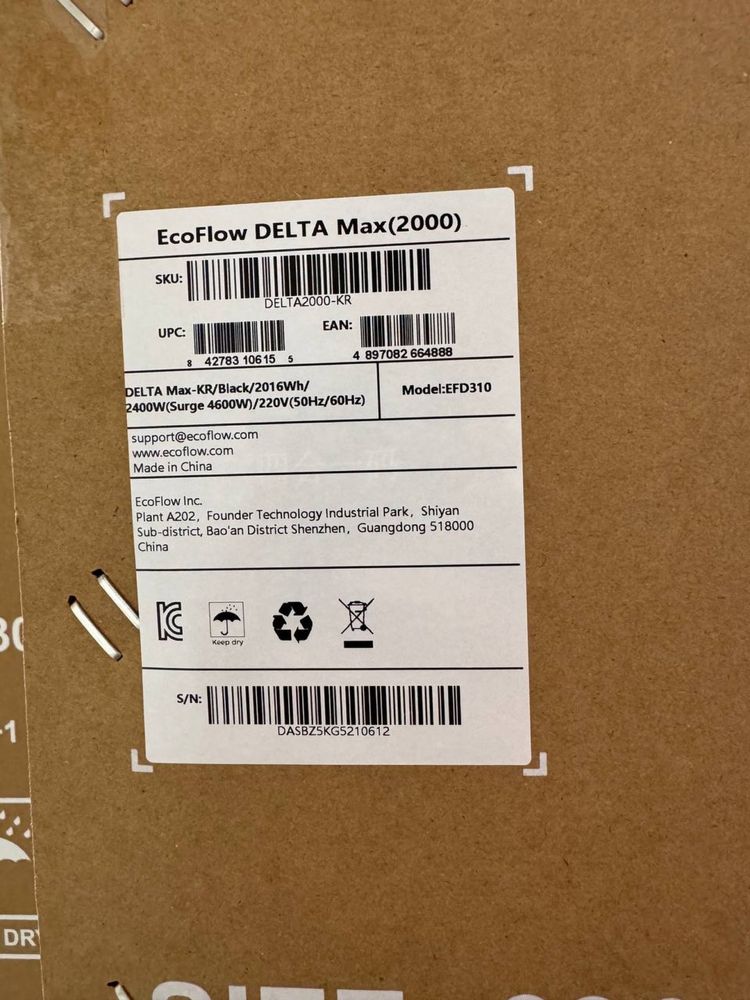 EcoFlow DELTA Max(2000)
SKU:
DELTA2000-KR
UPC:
8 42783 10615 5
EAN:
4 897082 664888
DELTA Max-KR/Black/2016Wh/
2400W(Surge 4600W)/220V(50Hz/60Hz)
Model:EFD310
support@ecoflow.com
www.ecoflow.com
Made in China
EcoFlow Inc.
Plant A202, Founder Technology Industrial Park, Shiyan
Sub-district, Bao'an District Shenzhen, Guangdong 518000
China
Keep dry
S/N:
DASBZ5KG5210612